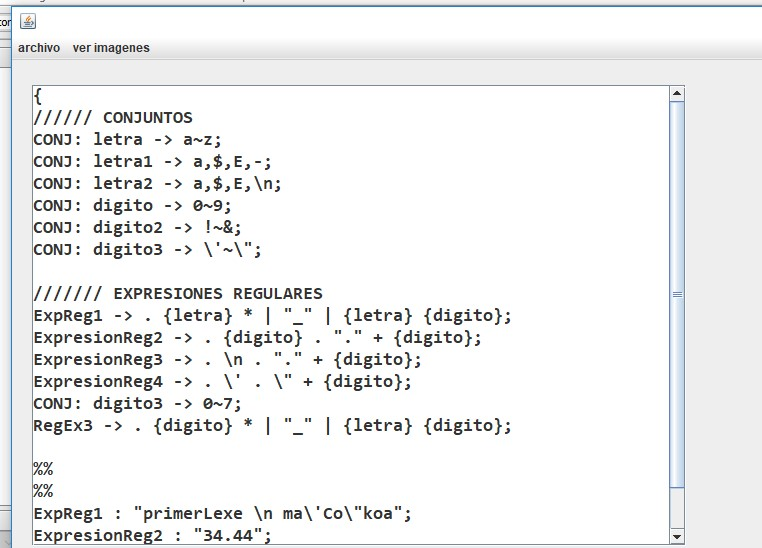 tor
archivo ver imagenes
{
////// CONJUNTOS
CONJ: letra -> a~z;
CONJ: letra1 -> a,$,E,-;
CONJ: letra2 -> a,$,E,\n;
CONJ: digito -> 0~9;
CONJ: digito2 -> !~&;
CONJ: digito3 -> \'~\";
/////// EXPRESIONES REGULARES
ExpReg1 -> . {letra} * | "_" | {letra} {digito};
ExpresionReg2 -> . {digito} . "." + {digito};
ExpresionReg3 -> . \n . "." + {digito};
ExpresionReg4 -> . \' . \" + {digito};
CONJ: digito3 -> 0~7;
RegEx3 -> . {digito} * | "_" | {letra} {digito};
%%
%%
ExpReg1 : "primerLexe \n ma\'Co\"koa";
ExpresionReg2 : "34.44";